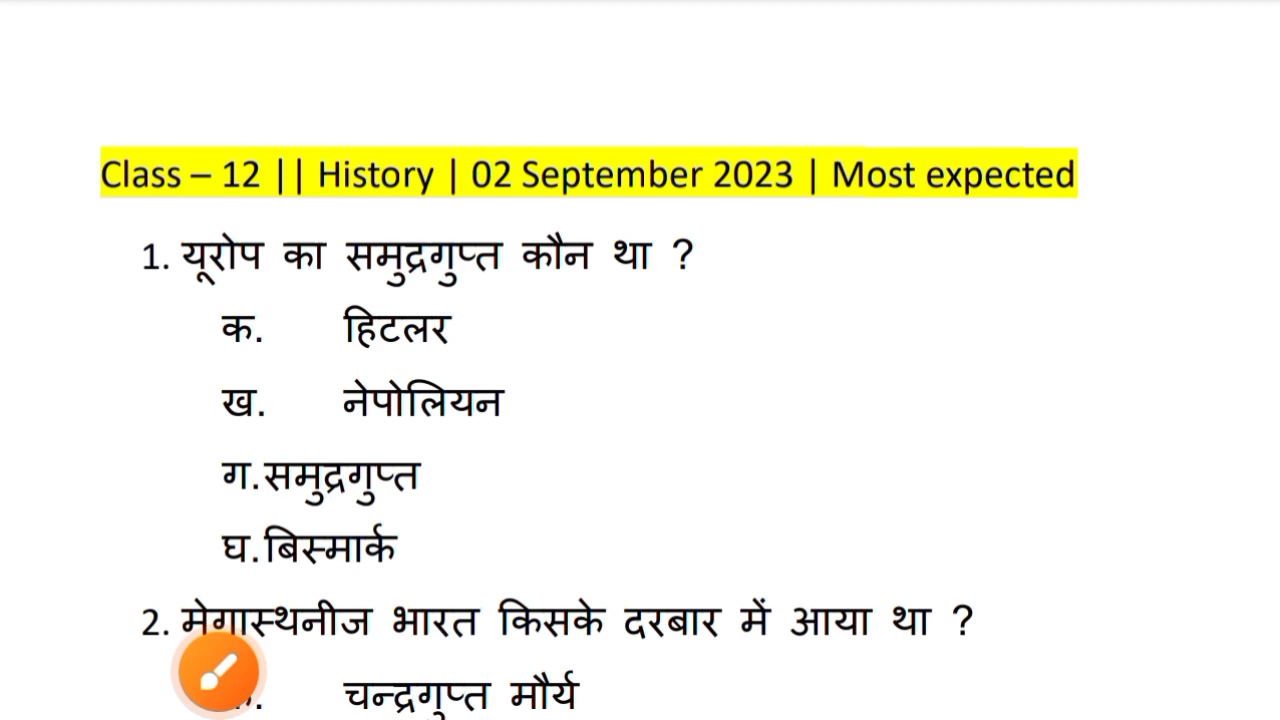 Class – 12 || History | 02 September 2023 | Most expected
1. यूरोप का समुद्रगुप्त कौन था ?
क. हिटलर
ख. नेपोलियन
ग.समुद्रगुप्त
घ.बिस्मार्क
2. मेगास्थनीज भारत किसके दरबार में आया था ?
चन्द्रगुप्त मौर्य